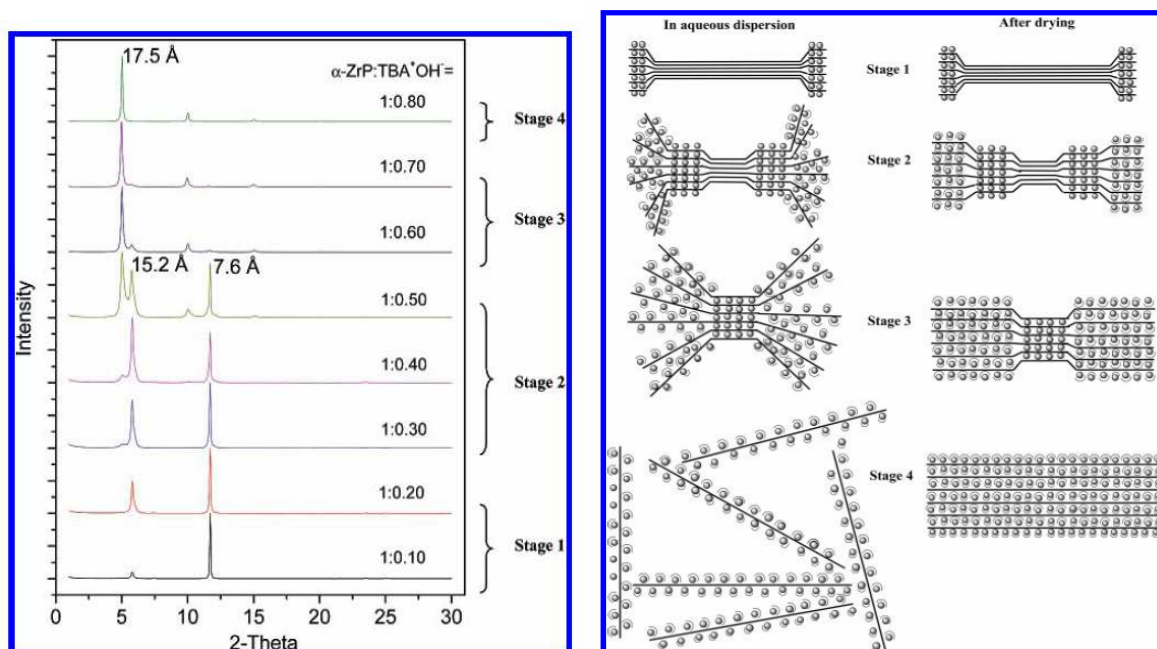 17.5 Å
α-ZrP:TBA⁺OH⁻=
1:0.80
Stage 4
1:0.70
Stage 3
1:0.60
15.2 Å
7.6 Å
1:0.50
1:0.40
Stage 2
1:0.30
1:0.20
Stage 1
1:0.10
Intensity
0 5 10 15 20 25 30
2-Theta
In aqueous dispersion
After drying
Stage 1
Stage 2
Stage 3
Stage 4